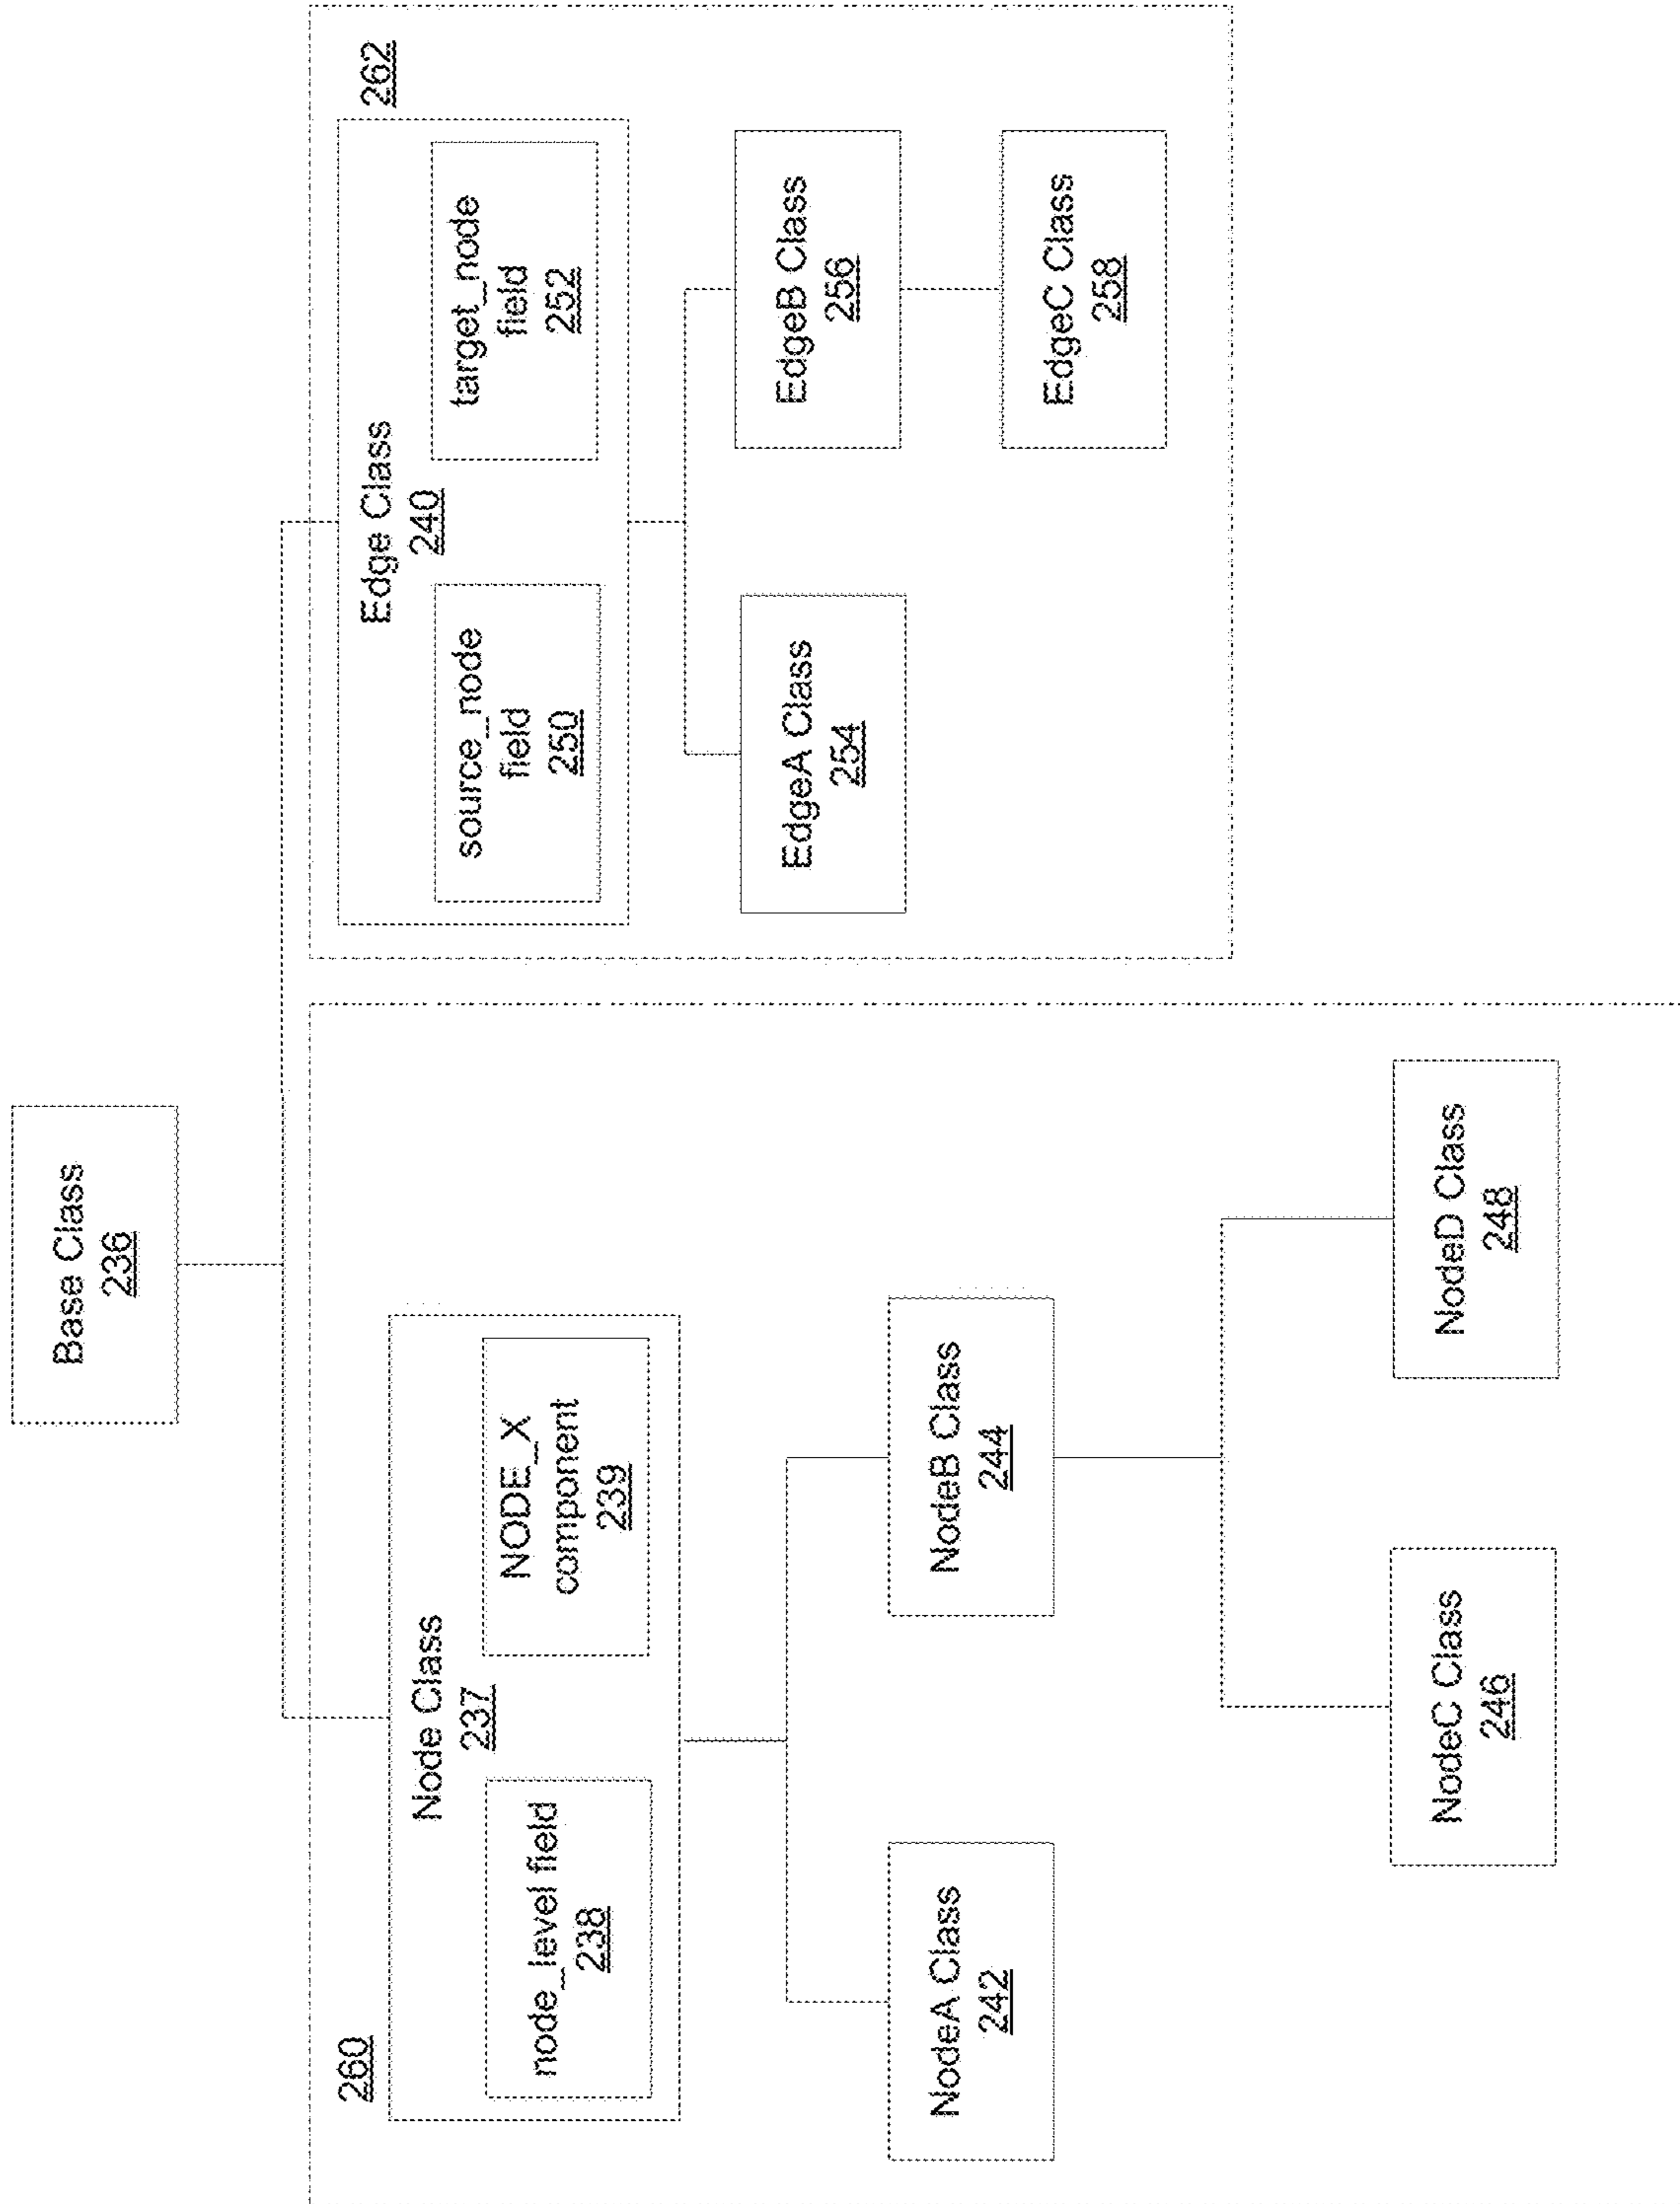 Base Class
236
260
Node Class
237
node_level field
238
NODE_X
component
239
NodeA Class
242
NodeB Class
244
NodeC Class
246
NodeD Class
248
262
Edge Class
240
source_node
field
250
target_node
field
252
EdgeA Class
254
EdgeB Class
256
EdgeC Class
258